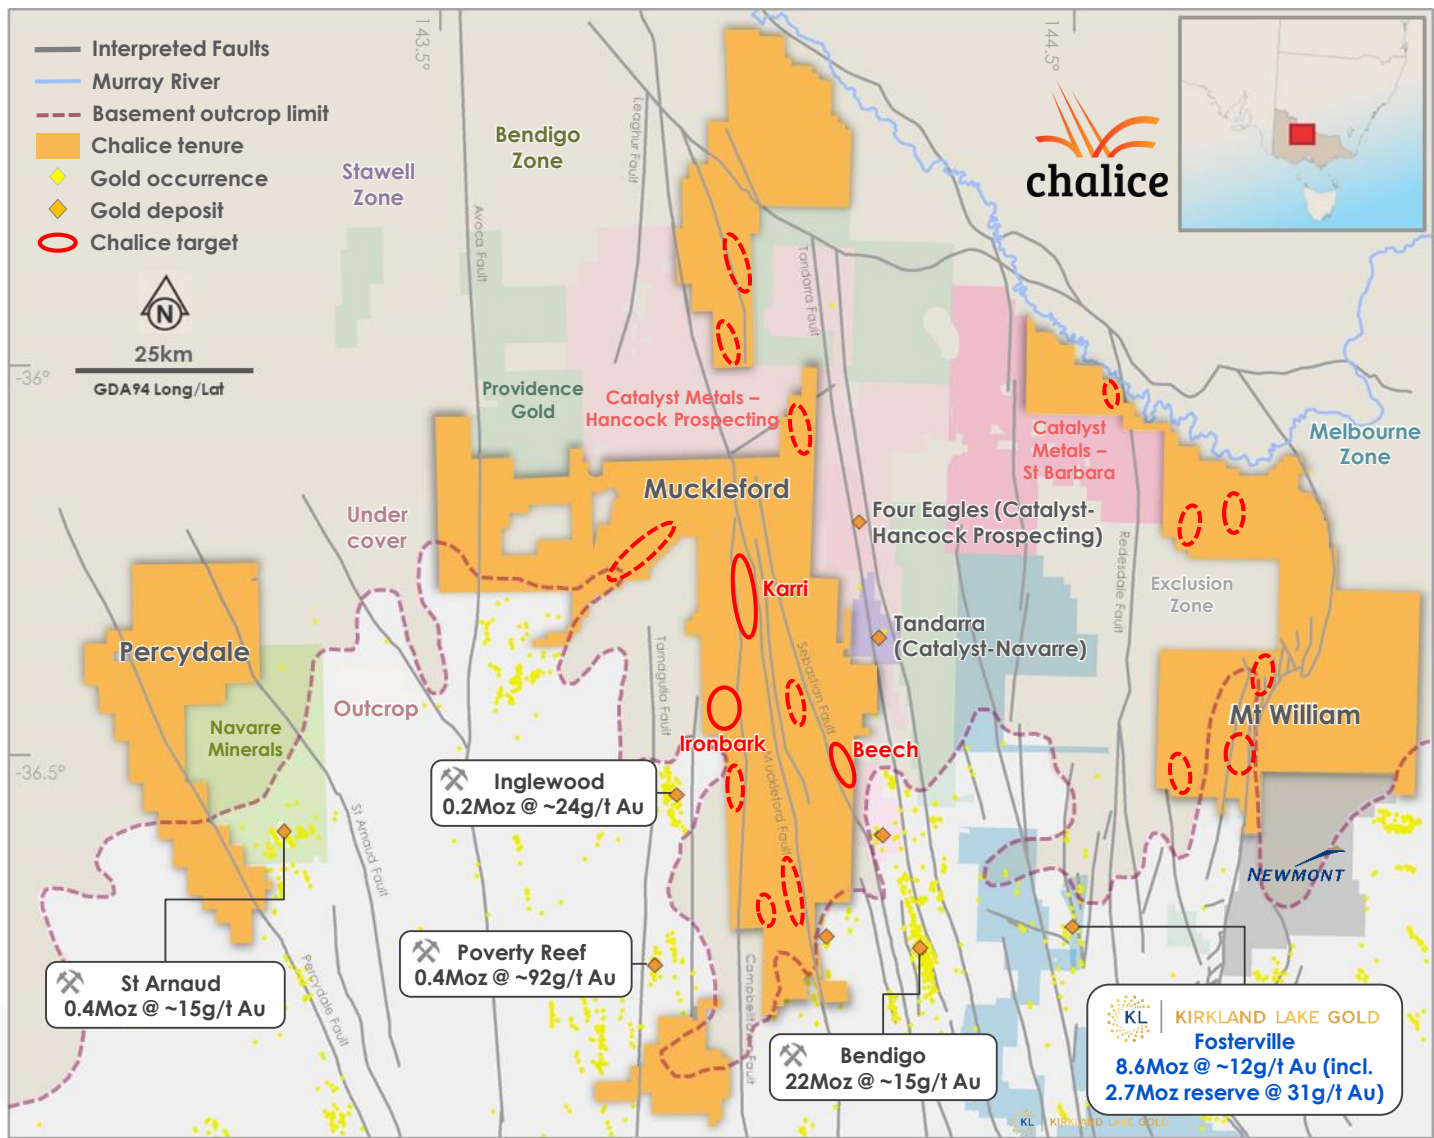 Interpreted Faults
Murray River
Basement outcrop limit
Chalice tenure
Gold occurrence
Gold deposit
Chalice target
N
25km
GDA94 Long/Lat
143.5°
144.5°
-36°
-36.5°
chalice
Stawell
Zone
Bendigo
Zone
Melbourne
Zone
Leaghur Fault
Avoca Fault
Tandarra Fault
Providence
Gold
Catalyst Metals –
Hancock Prospecting
Catalyst
Metals –
St Barbara
Muckleford
Under
cover
Four Eagles (Catalyst-
Hancock Prospecting)
Redesdale Fault
Exclusion
Zone
Karri
Tandarra
(Catalyst-Navarre)
Percydale
Outcrop
Navarre
Minerals
Tarnagulla Fault
Sebastian Fault
Mt William
Ironbark
Beech
Inglewood
0.2Moz @ ~24g/t Au
Muckleford Fault
St Arnaud Fault
NEWMONT
Poverty Reef
0.4Moz @ ~92g/t Au
St Arnaud
0.4Moz @ ~15g/t Au
Percydale Fault
Campbelltown Fault
Bendigo
22Moz @ ~15g/t Au
KL
KIRKLAND LAKE GOLD
Fosterville
8.6Moz @ ~12g/t Au (incl.
2.7Moz reserve @ 31g/t Au)
KL
KIRKLAND LAKE GOLD